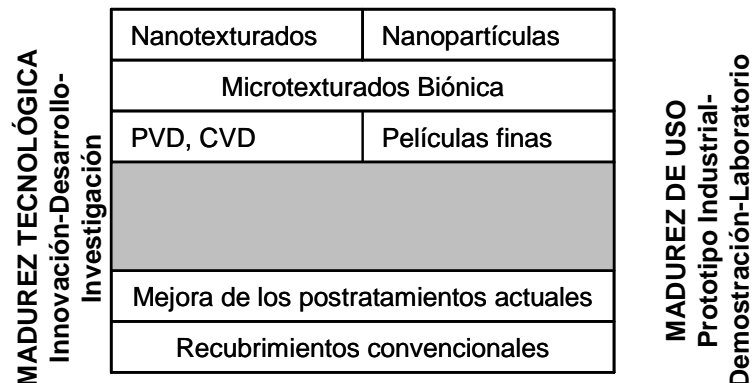 MADUREZ TECNOLÓGICA
Innovación-Desarrollo-
Investigación
Nanotexturados
Nanopartículas
Microtexturados Biónica
PVD, CVD
Películas finas
Mejora de los postratamientos actuales
Recubrimientos convencionales
MADUREZ DE USO
Prototipo Industrial-
Demostración-Laboratorio